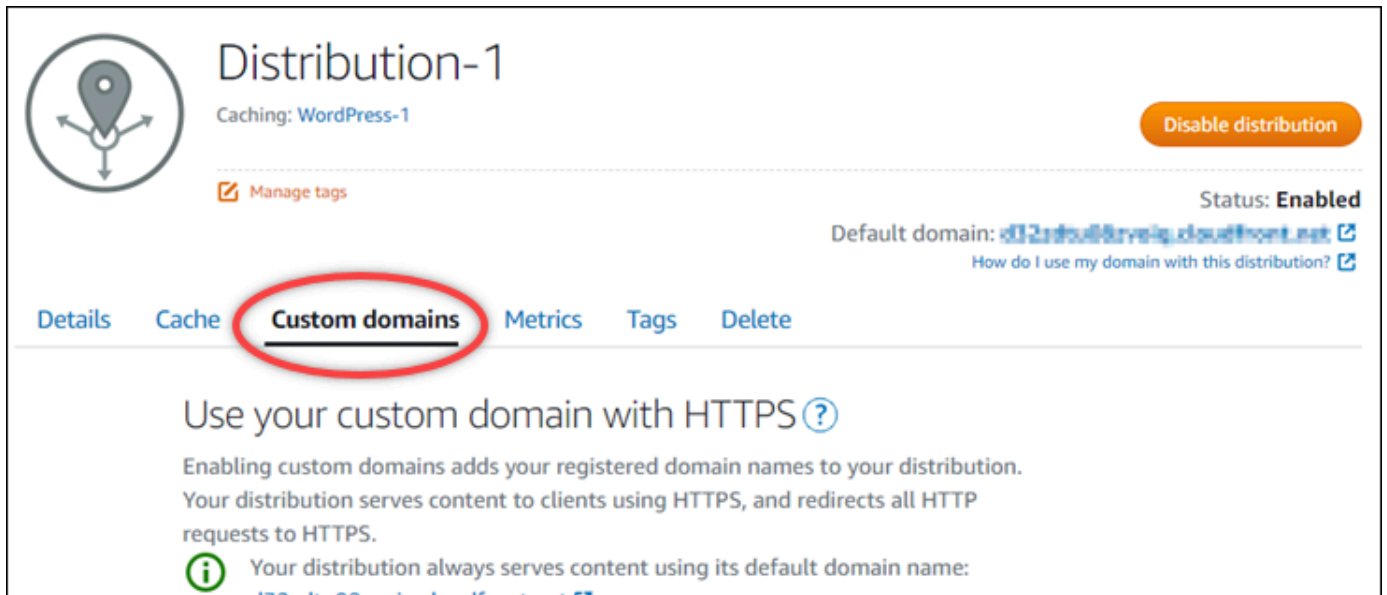 Distribution-1
Caching: WordPress-1
Disable distribution
Manage tags
Status: Enabled
Default domain:
How do I use my domain with this distribution?
Details Cache Custom domains Metrics Tags Delete
Use your custom domain with HTTPS ?
Enabling custom domains adds your registered domain names to your distribution.
Your distribution serves content to clients using HTTPS, and redirects all HTTP
requests to HTTPS.
Your distribution always serves content using its default domain name: